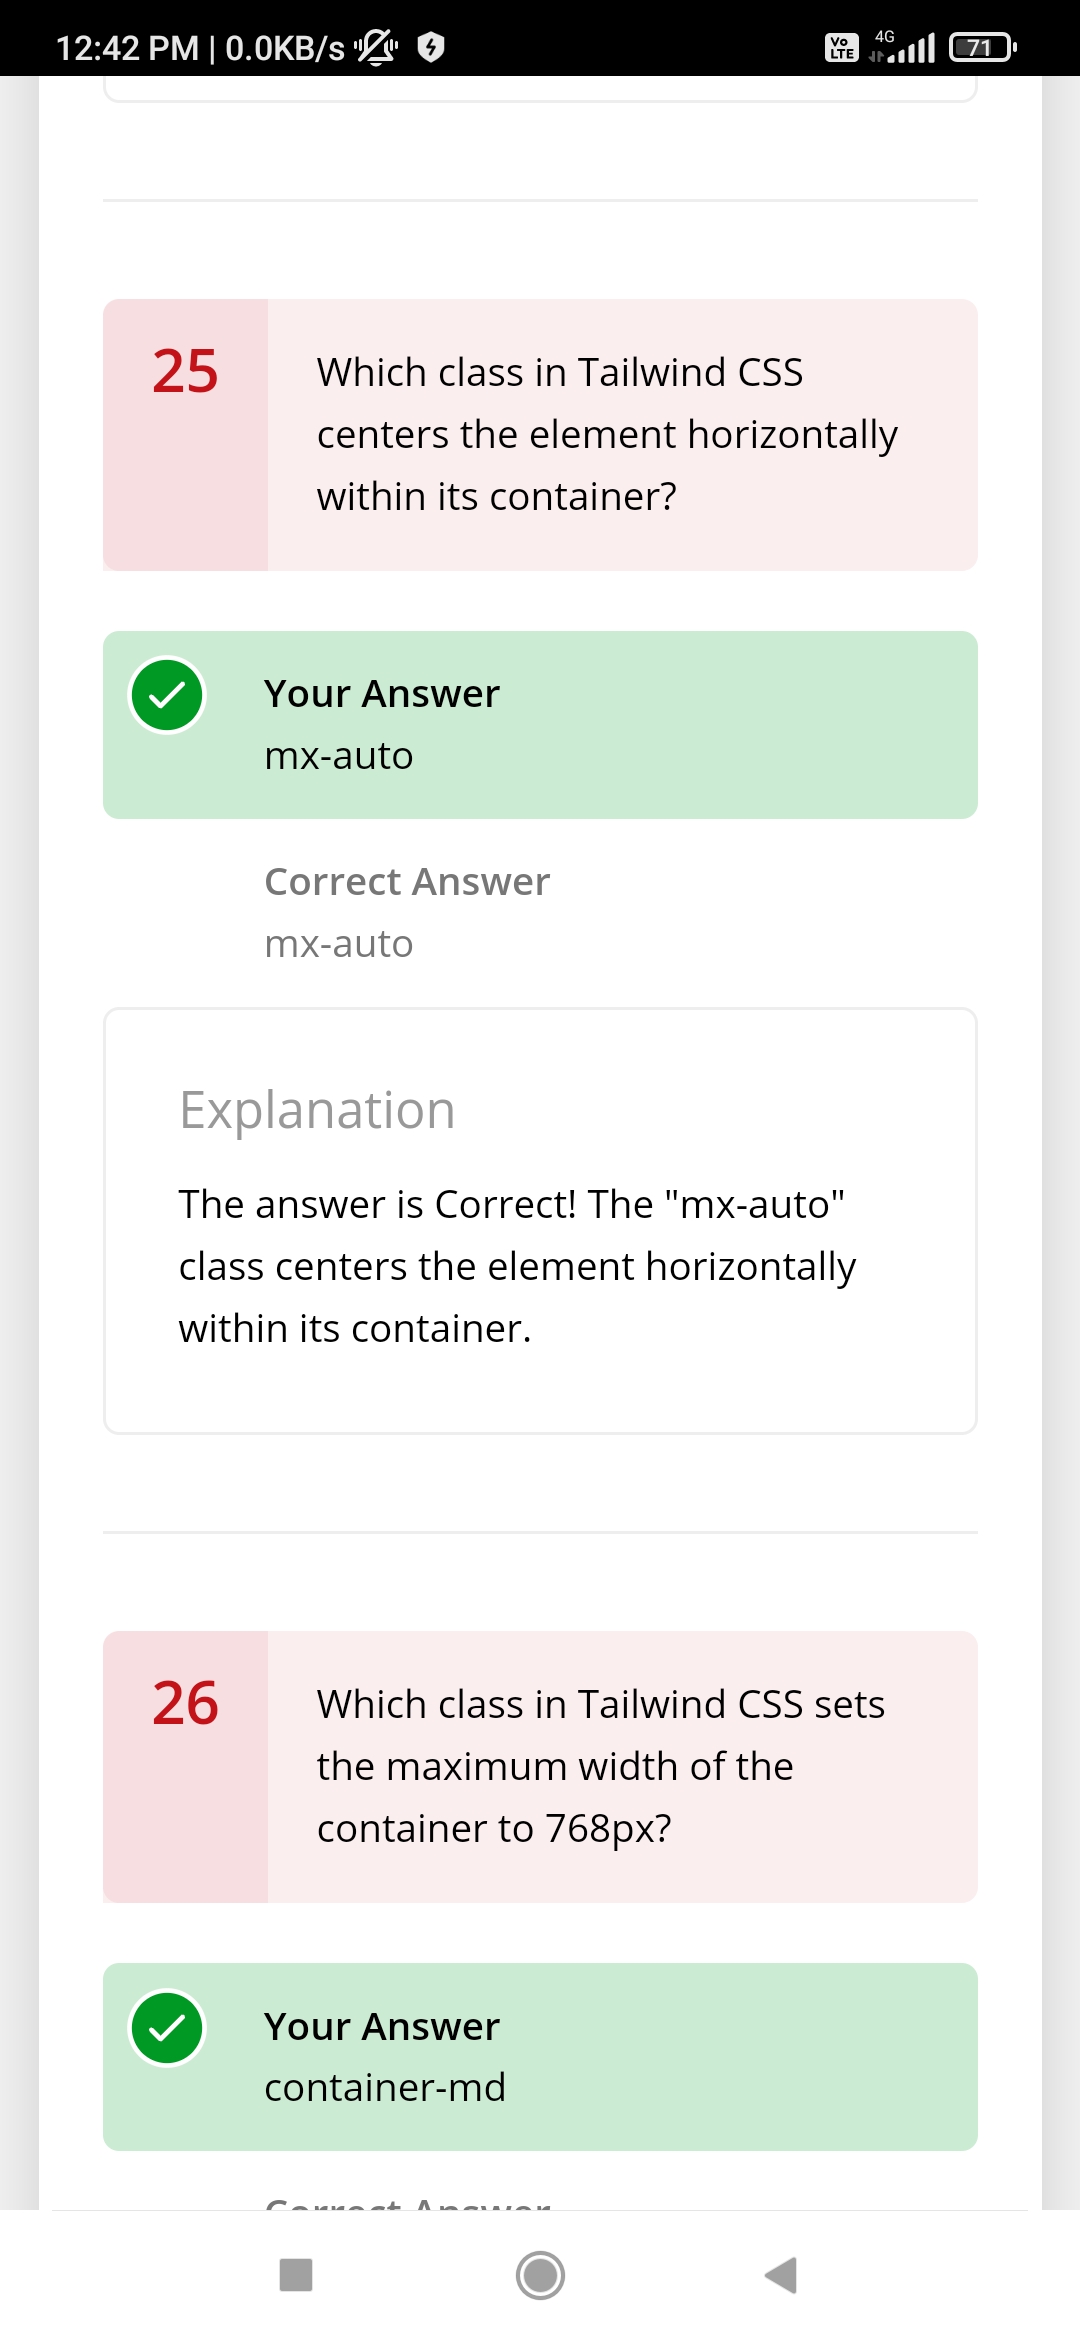 12:42 PM | 0.0KB/s
Vo LTE 4G 71
25
Which class in Tailwind CSS
centers the element horizontally
within its container?
Your Answer
mx-auto
Correct Answer
mx-auto
Explanation
The answer is Correct! The "mx-auto"
class centers the element horizontally
within its container.
26
Which class in Tailwind CSS sets
the maximum width of the
container to 768px?
Your Answer
container-md
Correct Answer